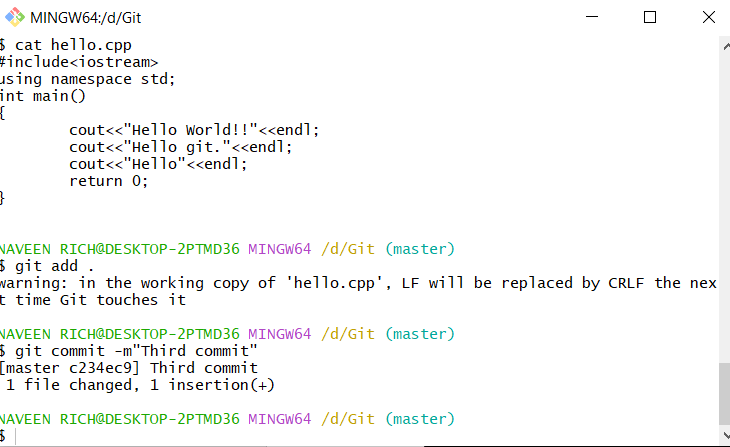 MINGW64:/d/Git
$ cat hello.cpp
#include<iostream>
using namespace std;
int main()
{
        cout<<"Hello World!!"<<endl;
        cout<<"Hello git."<<endl;
        cout<<"Hello"<<endl;
        return 0;
}
NAVEEN RICH@DESKTOP-2PTMD36 MINGW64 /d/Git (master)
$ git add .
warning: in the working copy of 'hello.cpp', LF will be replaced by CRLF the nex
t time Git touches it
NAVEEN RICH@DESKTOP-2PTMD36 MINGW64 /d/Git (master)
$ git commit -m"Third commit"
[master c234ec9] Third commit
 1 file changed, 1 insertion(+)
NAVEEN RICH@DESKTOP-2PTMD36 MINGW64 /d/Git (master)
$